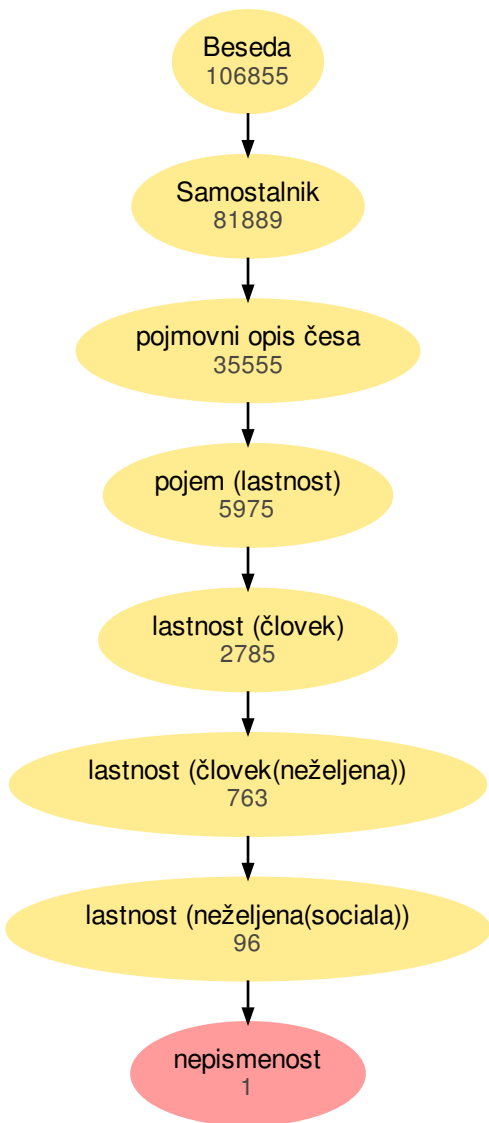 Beseda
106855
Samostalnik
81889
pojmovni opis česa
35555
pojem (lastnost)
5975
lastnost (človek)
2785
lastnost (človek(neželjena))
763
lastnost (neželjena(sociala))
96
nepismenost
1